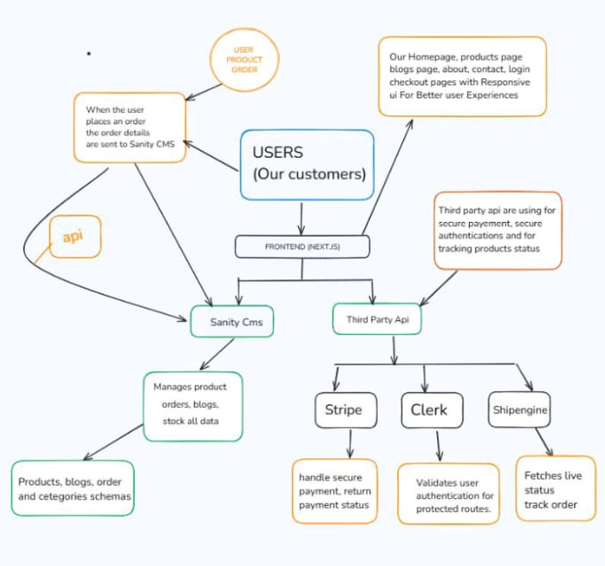 USER
PRODUCT
ORDER
Our Homepage, products page
blogs page, about, contact, login
checkout pages with Responsive
ui For Better user Experiences
When the user
places an order
the order details
are sent to Sanity CMS
USERS
(Our customers)
api
FRONTEND (NEXT.JS)
Third party api are using for
secure payement, secure
authentications and for
tracking products status
Sanity Cms
Third Party Api
Manages product
orders, blogs,
stock all data
Stripe
Clerk
Shipengine
Products, blogs, order
and cetegories schemas
handle secure
payment, return
payment status
Validates user
authentication for
protected routes.
Fetches live
status
track order